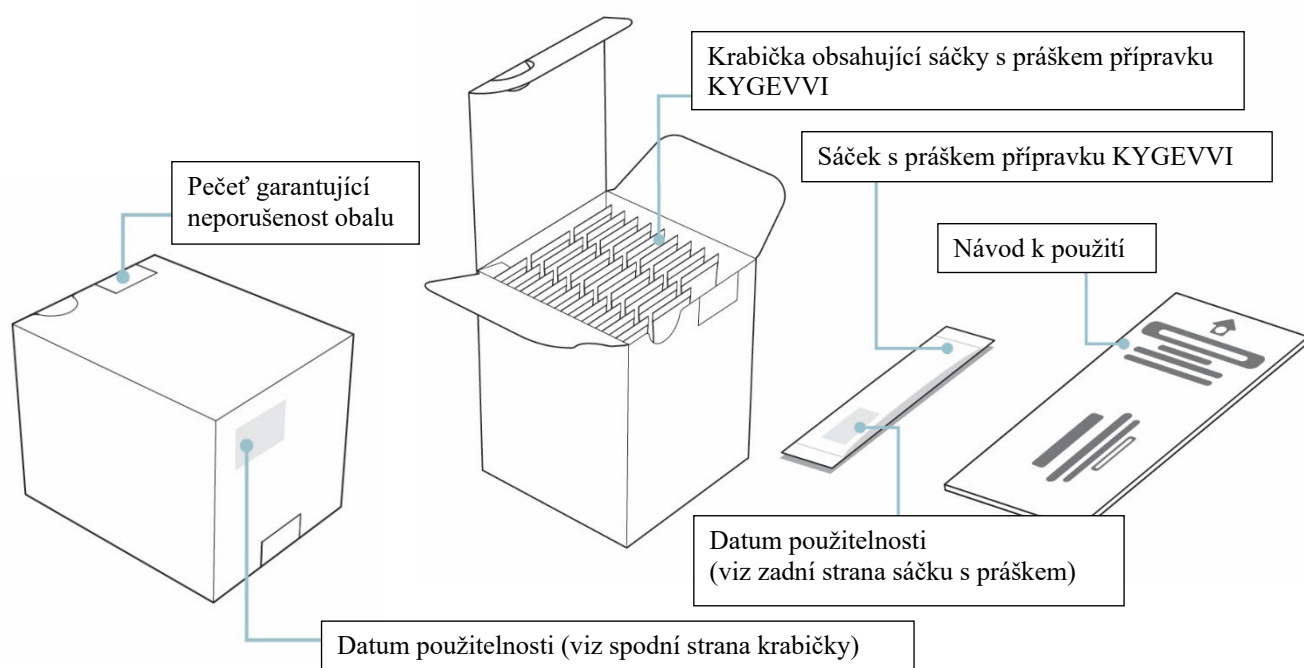 Krabička obsahující sáčky s práškem přípravku
KYGEVVI
Sáček s práškem přípravku KYGEVVI
Pečeť garantující
neporušenost obalu
Návod k použití
Datum použitelnosti
(viz zadní strana sáčku s práškem)
Datum použitelnosti (viz spodní strana krabičky)